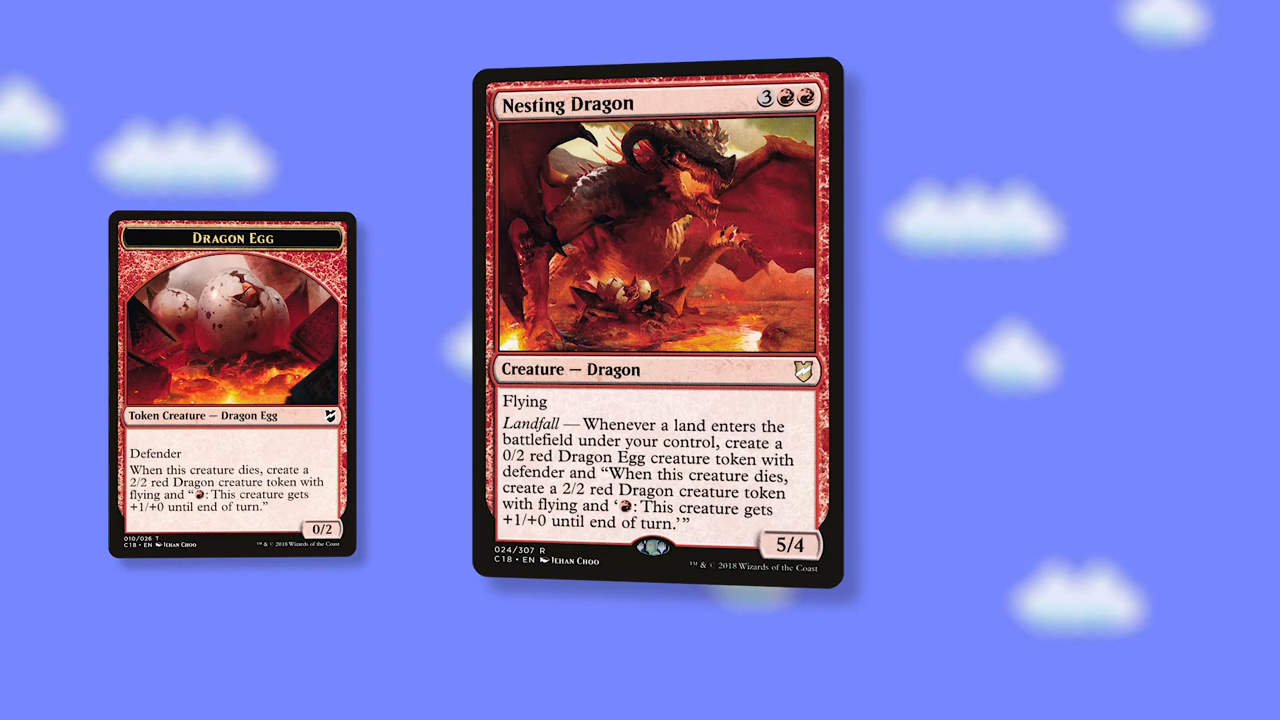 DRAGON EGG
Token Creature — Dragon Egg
Defender
When this creature dies, create a
2/2 red Dragon creature token with
flying and “🔥: This creature gets
+1/+0 until end of turn.”
0/2
010/026 T
C18 • EN JEHAN CHOO
™ & © 2018 Wizards of the Coast
Nesting Dragon
3
Creature — Dragon
Flying
Landfall — Whenever a land enters the
battlefield under your control, create a
0/2 red Dragon Egg creature token with
defender and “When this creature dies,
create a 2/2 red Dragon creature token
with flying and ‘🔥: This creature gets
+1/+0 until end of turn.’”
5/4
024/307 R
C18 • EN JEHAN CHOO
™ & © 2018 Wizards of the Coast